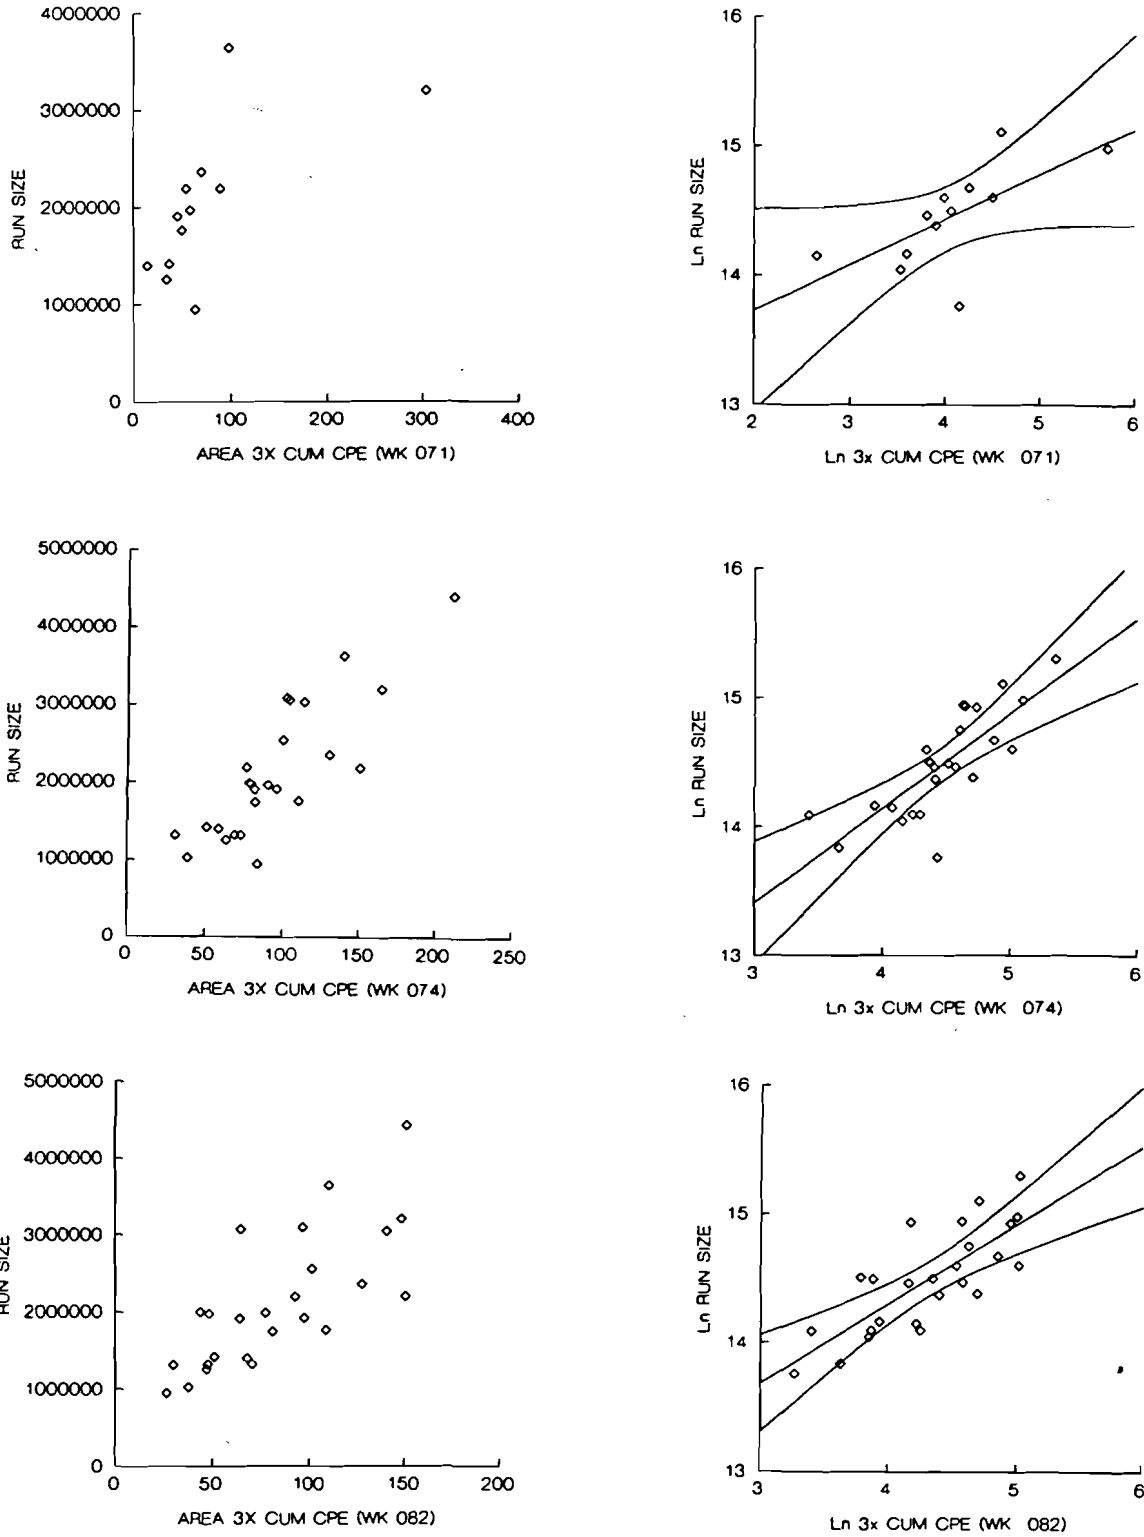 4000000
3000000
2000000
1000000
0
RUN SIZE
0 100 200 300 400
AREA 3X CUM CPE (WK 071)
16
15
14
13
Ln RUN SIZE
2 3 4 5 6
Ln 3x CUM CPE (WK 071)
5000000
4000000
3000000
2000000
1000000
0
RUN SIZE
0 50 100 150 200 250
AREA 3X CUM CPE (WK 074)
16
15
14
13
Ln RUN SIZE
3 4 5 6
Ln 3x CUM CPE (WK 074)
5000000
4000000
3000000
2000000
1000000
0
RUN SIZE
0 50 100 150 200
AREA 3X CUM CPE (WK 082)
16
15
14
13
Ln RUN SIZE
3 4 5 6
Ln 3x CUM CPE (WK 082)